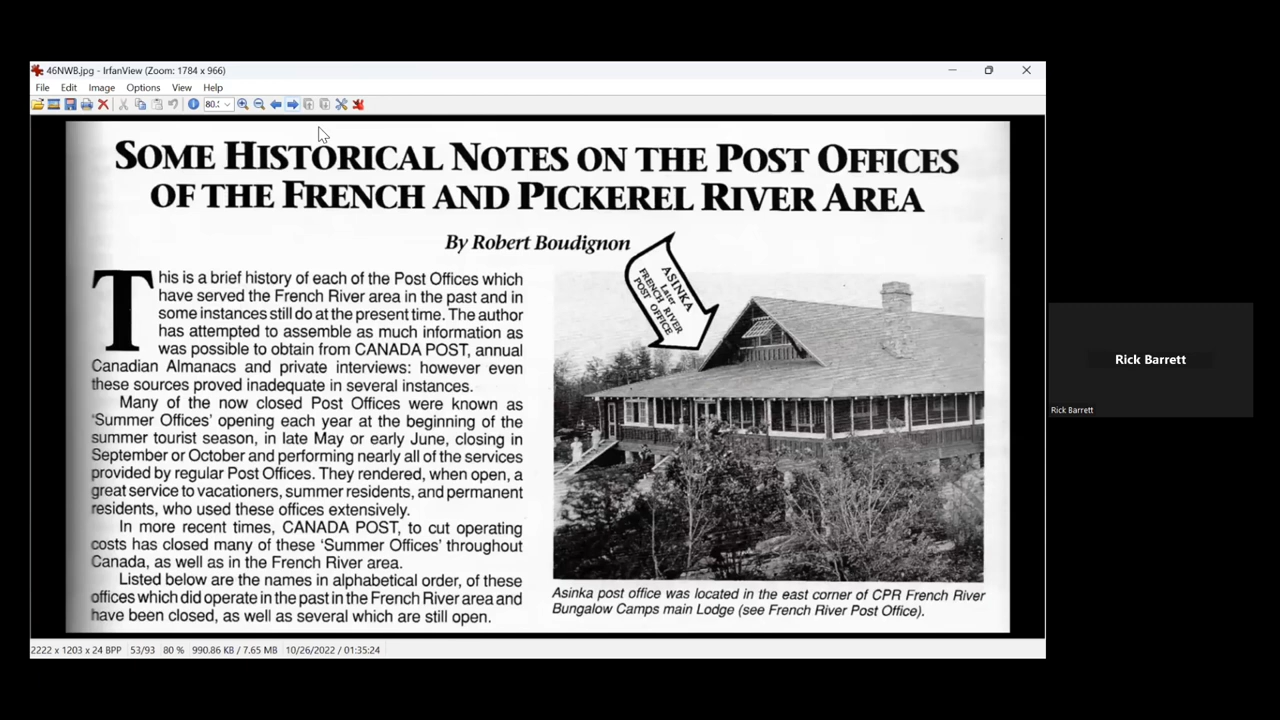 46NWB.jpg - IrfanView (Zoom: 1784 x 966)
File Edit Image Options View Help
80.
SOME HISTORICAL NOTES ON THE POST OFFICES
OF THE FRENCH AND PICKEREL RIVER AREA
By Robert Boudignon
This is a brief history of each of the Post Offices which
have served the French River area in the past and in
some instances still do at the present time. The author
has attempted to assemble as much information as
was possible to obtain from CANADA POST, annual
Canadian Almanacs and private interviews: however even
these sources proved inadequate in several instances.
Many of the now closed Post Offices were known as
‘Summer Offices’ opening each year at the beginning of the
summer tourist season, in late May or early June, closing in
September or October and performing nearly all of the services
provided by regular Post Offices. They rendered, when open, a
great service to vacationers, summer residents, and permanent
residents, who used these offices extensively.
In more recent times, CANADA POST, to cut operating
costs has closed many of these ‘Summer Offices’ throughout
Canada, as well as in the French River area.
Listed below are the names in alphabetical order, of these
offices which did operate in the past in the French River area and
have been closed, as well as several which are still open.
ASINKA
Later
FRENCH RIVER
POST OFFICE
Asinka post office was located in the east corner of CPR French River
Bungalow Camps main Lodge (see French River Post Office).
Rick Barrett
Rick Barrett
2222 x 1203 x 24 BPP 53/93 80 % 990.86 KB / 7.65 MB 10/26/2022 / 01:35:24